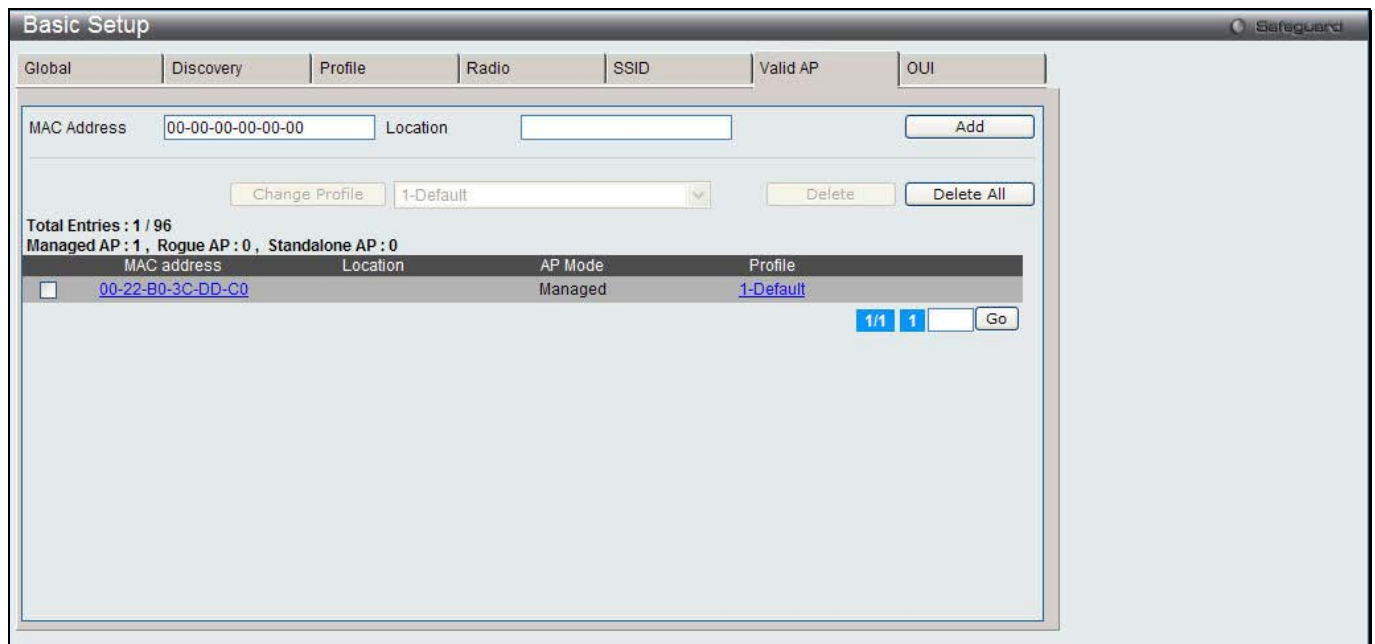 Basic Setup
Safeguard
Global Discovery Profile Radio SSID Valid AP OUI
MAC Address 00-00-00-00-00-00 Location Add
Change Profile 1-Default Delete Delete All
Total Entries : 1 / 96
Managed AP : 1 , Rogue AP : 0 , Standalone AP : 0
MAC address Location AP Mode Profile
00-22-B0-3C-DD-C0 Managed 1-Default
1/1 1 Go